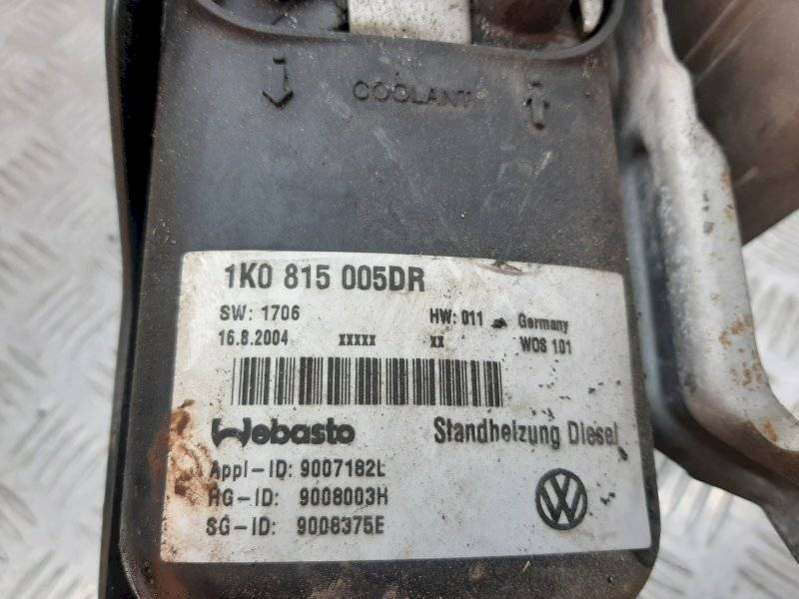 COOLANT
1K0 815 005DR
SW: 1706 HW: 011 Germany
16.8.2004 xxxxx xx WOS 101
Webasto Standheizung Diesel
Appl-ID: 9007182L
HG-ID: 9008003H
SG-ID: 9008375E